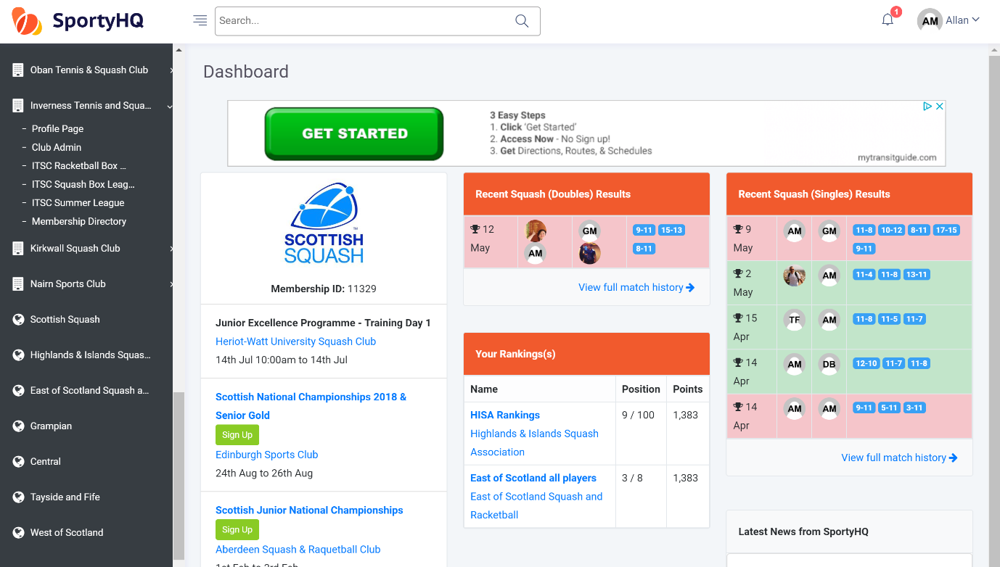 SportyHQ
Search...
1
AM Allan
Oban Tennis & Squash Club
Inverness Tennis and Squa...
– Profile Page
– Club Admin
– ITSC Racketball Box ...
– ITSC Squash Box Leag...
– ITSC Summer League
– Membership Directory
Kirkwall Squash Club
Nairn Sports Club
Scottish Squash
Highlands & Islands Squas...
East of Scotland Squash a...
Grampian
Central
Tayside and Fife
West of Scotland
Dashboard
GET STARTED
3 Easy Steps
1. Click 'Get Started'
2. Access Now - No Sign up!
3. Get Directions, Routes, & Schedules
mytransitguide.com
SCOTTISH
SQUASH
TM
Membership ID: 11329
Junior Excellence Programme - Training Day 1
Heriot-Watt University Squash Club
14th Jul 10:00am to 14th Jul
Scottish National Championships 2018 &
Senior Gold
Sign Up
Edinburgh Sports Club
24th Aug to 26th Aug
Scottish Junior National Championships
Sign Up
Aberdeen Squash & Raquetball Club
1st Feb to 3rd Feb
Recent Squash (Doubles) Results
12 GM 9-11 15-13
May AM 8-11
View full match history
Your Rankings(s)
Name Position Points
HISA Rankings 9 / 100 1,383
Highlands & Islands Squash
Association
East of Scotland all players 3 / 8 1,383
East of Scotland Squash and
Racketball
Recent Squash (Singles) Results
9 AM GM 11-8 10-12 8-11 17-15
May 9-11
2 AM 11-4 11-8 13-11
May
15 TF AM 11-8 11-5 11-7
Apr
14 AM DB 12-10 11-7 11-8
Apr
14 AM AM 9-11 5-11 3-11
Apr
View full match history
Latest News from SportyHQ